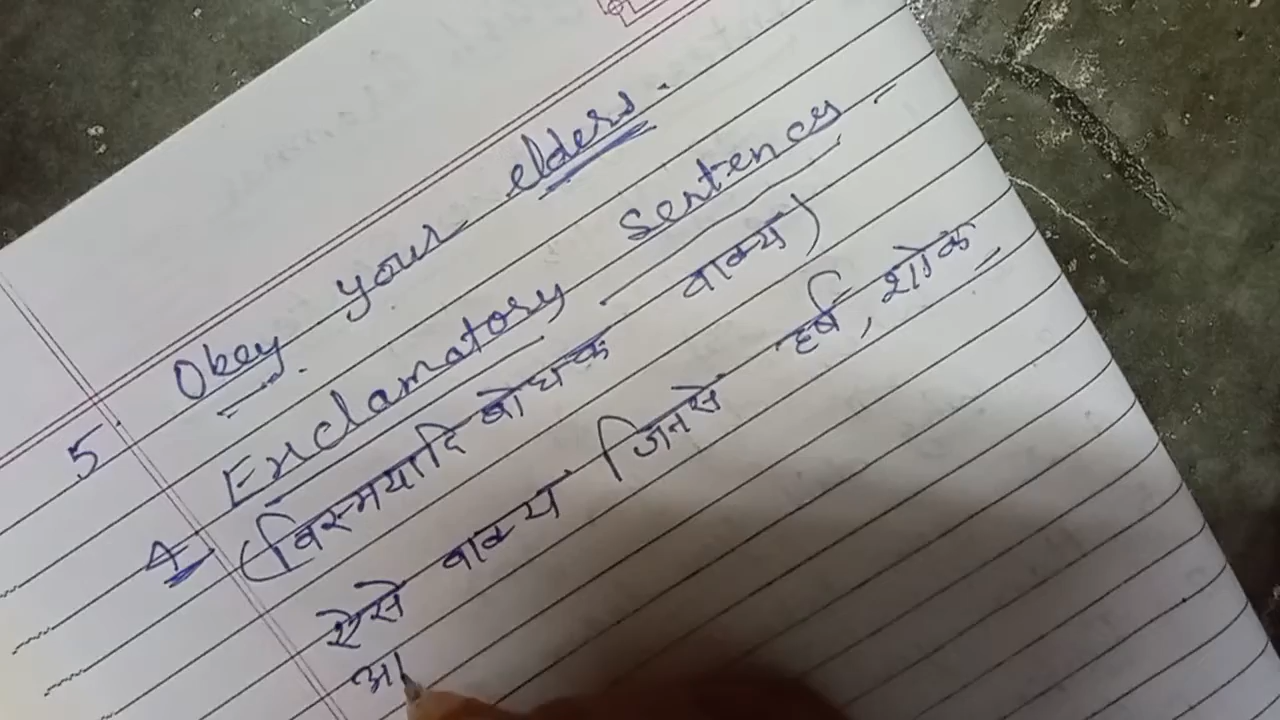 5. Obey your elders.
4. Exclamatory sentences -
(विस्मयादि बोधक वाक्य)
ऐसे वाक्य जिनसे हर्ष, शोक,
आ